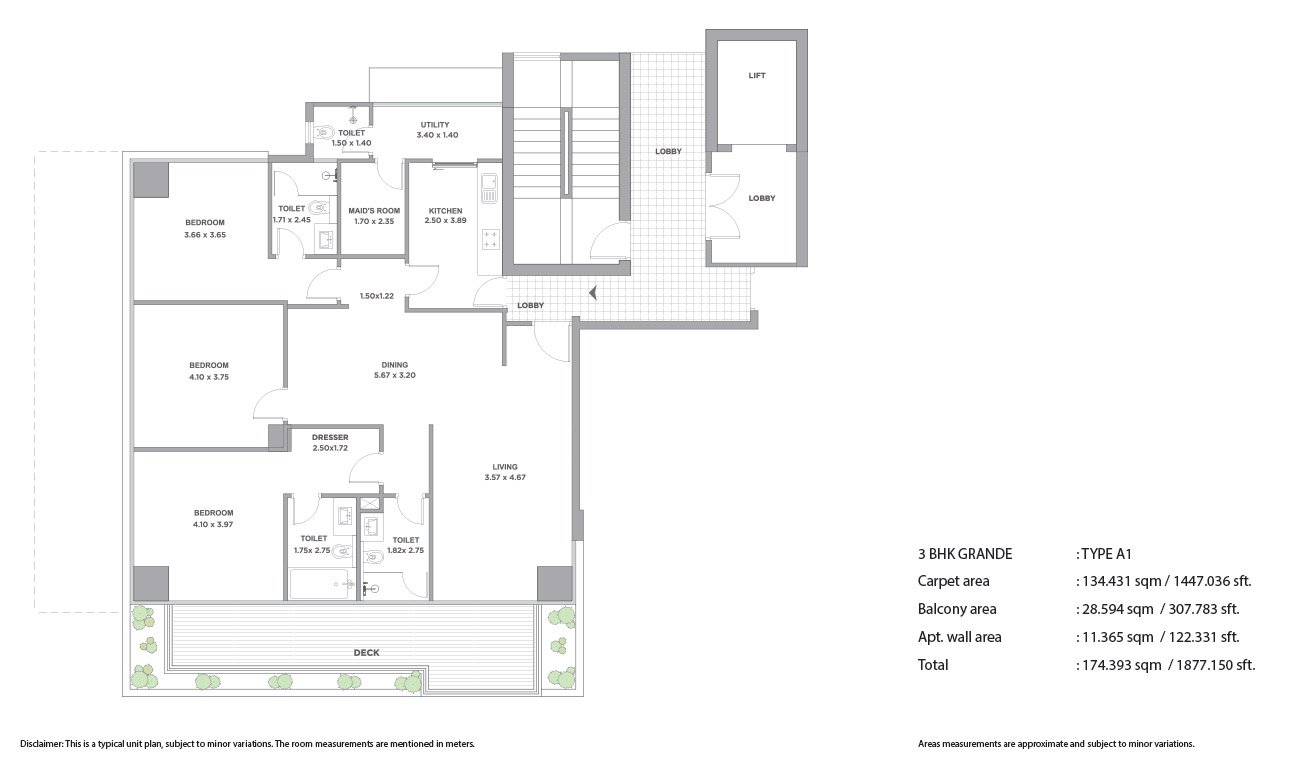 LIFT
UTILITY
3.40 x 1.40
TOILET
1.50 x 1.40
LOBBY
LOBBY
TOILET
1.71 x 2.45
MAID'S ROOM
1.70 x 2.35
KITCHEN
2.50 x 3.89
BEDROOM
3.66 x 3.65
1.50x1.22
LOBBY
BEDROOM
4.10 x 3.75
DINING
5.67 x 3.20
DRESSER
2.50x1.72
LIVING
3.57 x 4.67
BEDROOM
4.10 x 3.97
TOILET
1.75x 2.75
TOILET
1.82x 2.75
DECK
3 BHK GRANDE : TYPE A1
Carpet area : 134.431 sqm / 1447.036 sft.
Balcony area : 28.594 sqm / 307.783 sft.
Apt. wall area : 11.365 sqm / 122.331 sft.
Total : 174.393 sqm / 1877.150 sft.
Disclaimer: This is a typical unit plan, subject to minor variations. The room measurements are mentioned in meters.
Areas measurements are approximate and subject to minor variations.